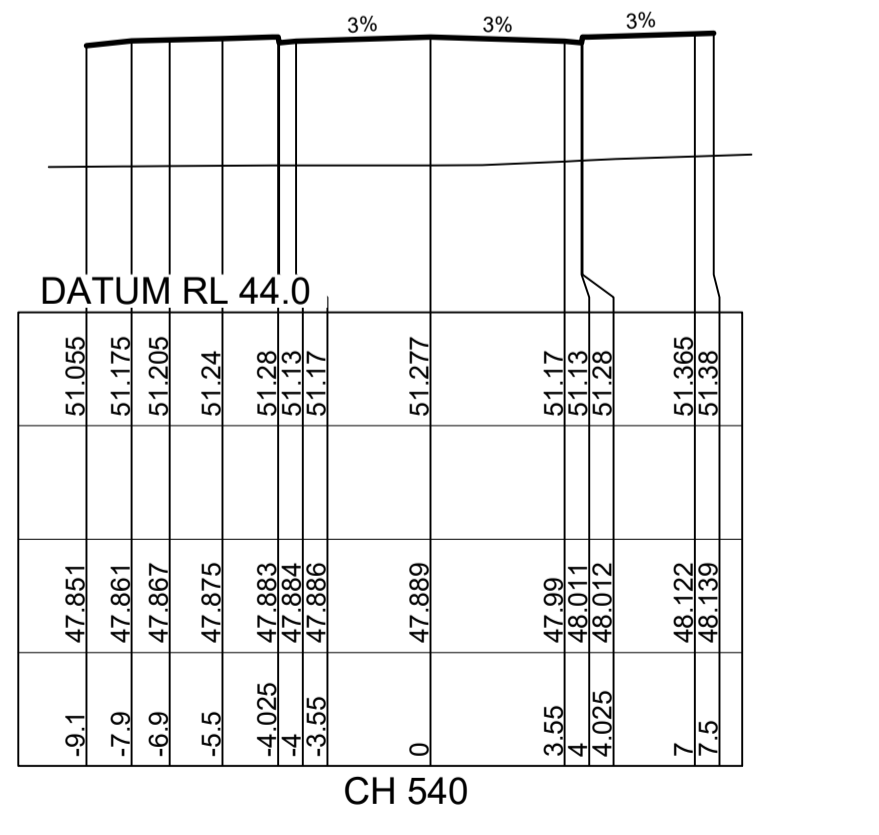 3% 3% 3%
DATUM RL 44.0
51.055 51.175 51.205 51.24 51.28 51.13 51.17 51.277 51.17 51.13 51.28 51.365 51.38
47.851 47.861 47.867 47.875 47.883 47.884 47.886 47.889 47.99 48.011 48.012 48.122 48.139
-9.1 -7.9 -6.9 -5.5 -4.025 -4 -3.55 0 3.55 4 4.025 7 7.5
CH 540